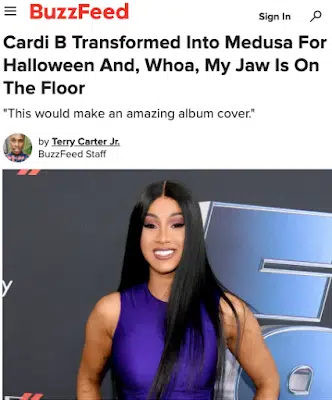 BuzzFeed
Sign In
Cardi B Transformed Into Medusa For
Halloween And, Whoa, My Jaw Is On
The Floor
"This would make an amazing album cover."
by Terry Carter Jr.
BuzzFeed Staff
y